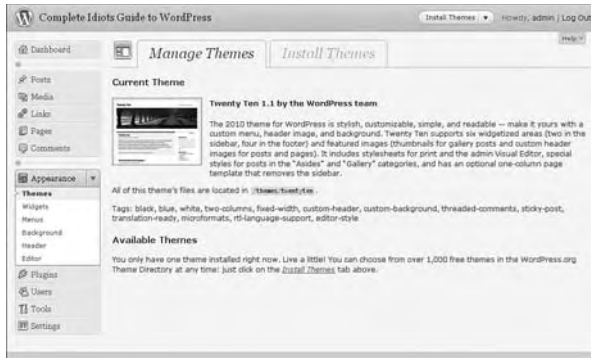 Complete Idiots Guide to WordPress
Install Themes
Howdy, admin | Log Out
Help
Dashboard
Posts
Media
Links
Pages
Comments
Appearance
Themes
Widgets
Menus
Background
Header
Editor
Plugins
Users
Tools
Settings
Manage Themes
Install Themes
Current Theme
Twenty Ten 1.1 by the WordPress team
The 2010 theme for WordPress is stylish, customizable, simple, and readable — make it yours with a
custom menu, header image, and background. Twenty Ten supports six widgetized areas (two in the
sidebar, four in the footer) and featured images (thumbnails for gallery posts and custom header
images for posts and pages). It includes stylesheets for print and the admin Visual Editor, special
styles for posts in the "Asides" and "Gallery" categories, and has an optional one-column page
template that removes the sidebar.
All of this theme's files are located in /themes/twentyten.
Tags: black, blue, white, two-columns, fixed-width, custom-header, custom-background, threaded-comments, sticky-post,
translation-ready, microformats, rtl-language-support, editor-style
Available Themes
You only have one theme installed right now. Live a little! You can choose from over 1,000 free themes in the WordPress.org
Theme Directory at any time: just click on the Install Themes tab above.